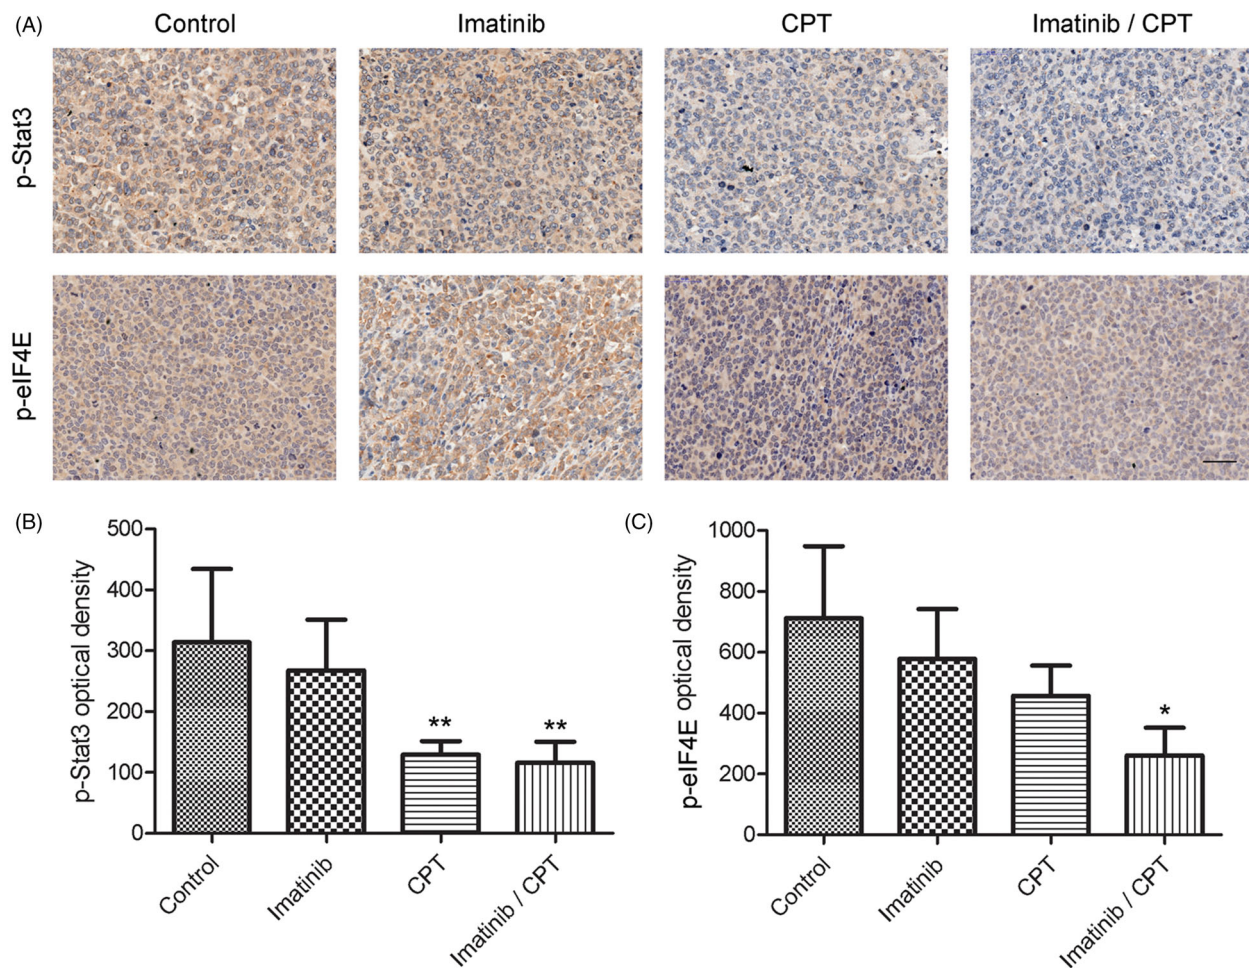 (A)
Control
Imatinib
CPT
Imatinib / CPT
p-Stat3
p-eIF4E
(B)
p-Stat3 optical density
500
400
300
200
100
0
**
**
Control
Imatinib
CPT
Imatinib / CPT
(C)
p-eIF4E optical density
1000
800
600
400
200
0
*
Control
Imatinib
CPT
Imatinib / CPT